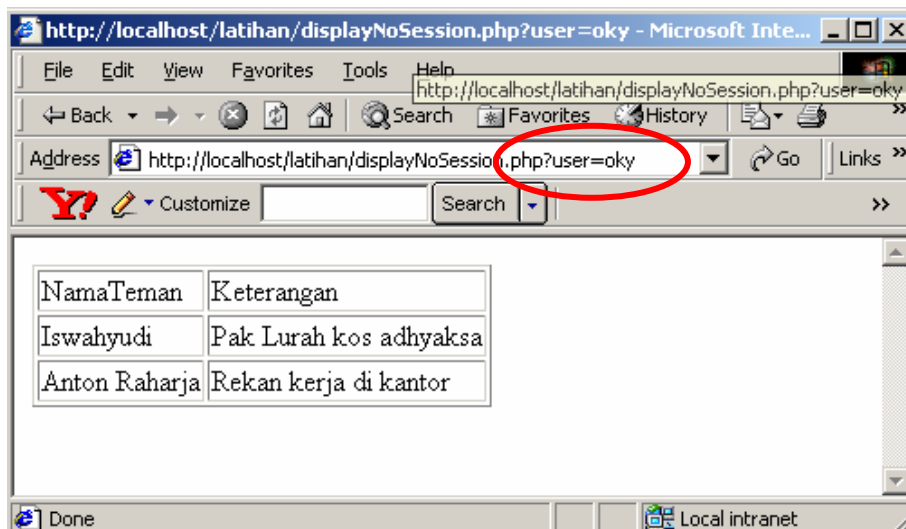 http://localhost/latihan/displayNoSession.php?user=oky - Microsoft Inte...
File Edit View Favorites Tools Help
http://localhost/latihan/displayNoSession.php?user=oky
Back Search Favorites History »
Address http://localhost/latihan/displayNoSession.php?user=oky Go Links »
Y! Customize Search »
NamaTeman Keterangan
Iswahyudi Pak Lurah kos adhyaksa
Anton Raharja Rekan kerja di kantor
Done Local intranet